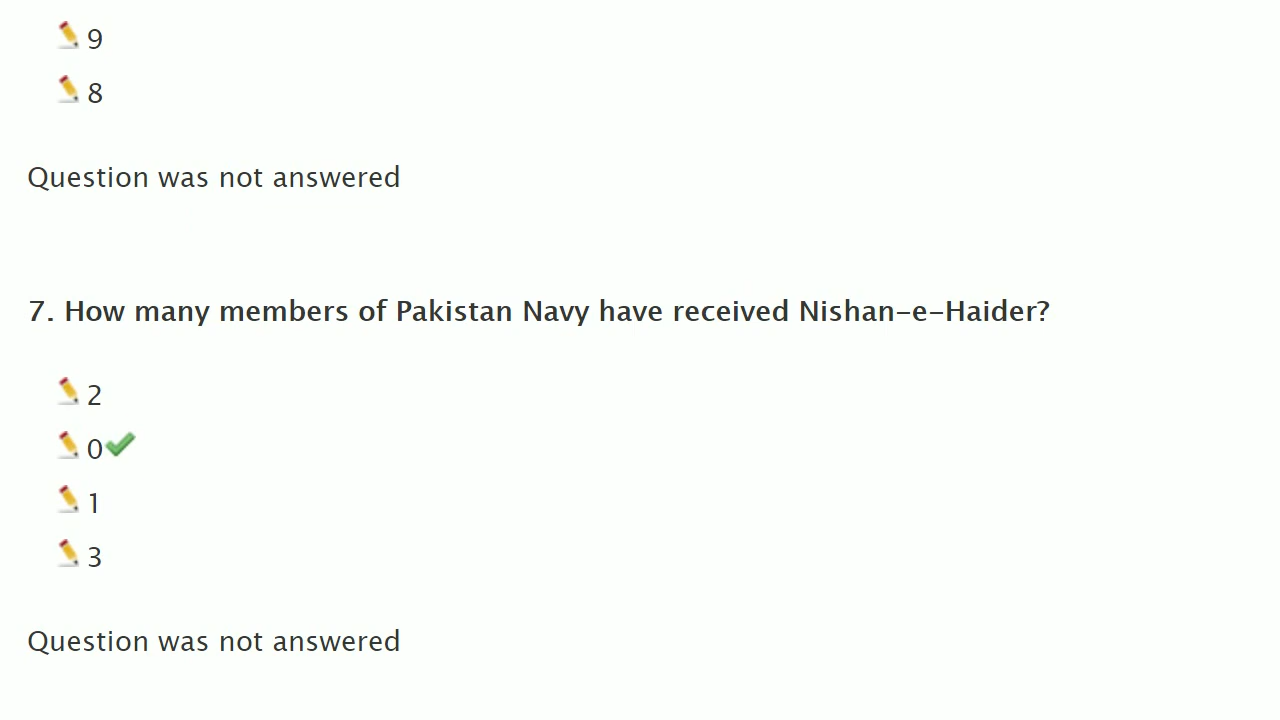 9
8
Question was not answered
7. How many members of Pakistan Navy have received Nishan-e-Haider?
2
0
1
3
Question was not answered